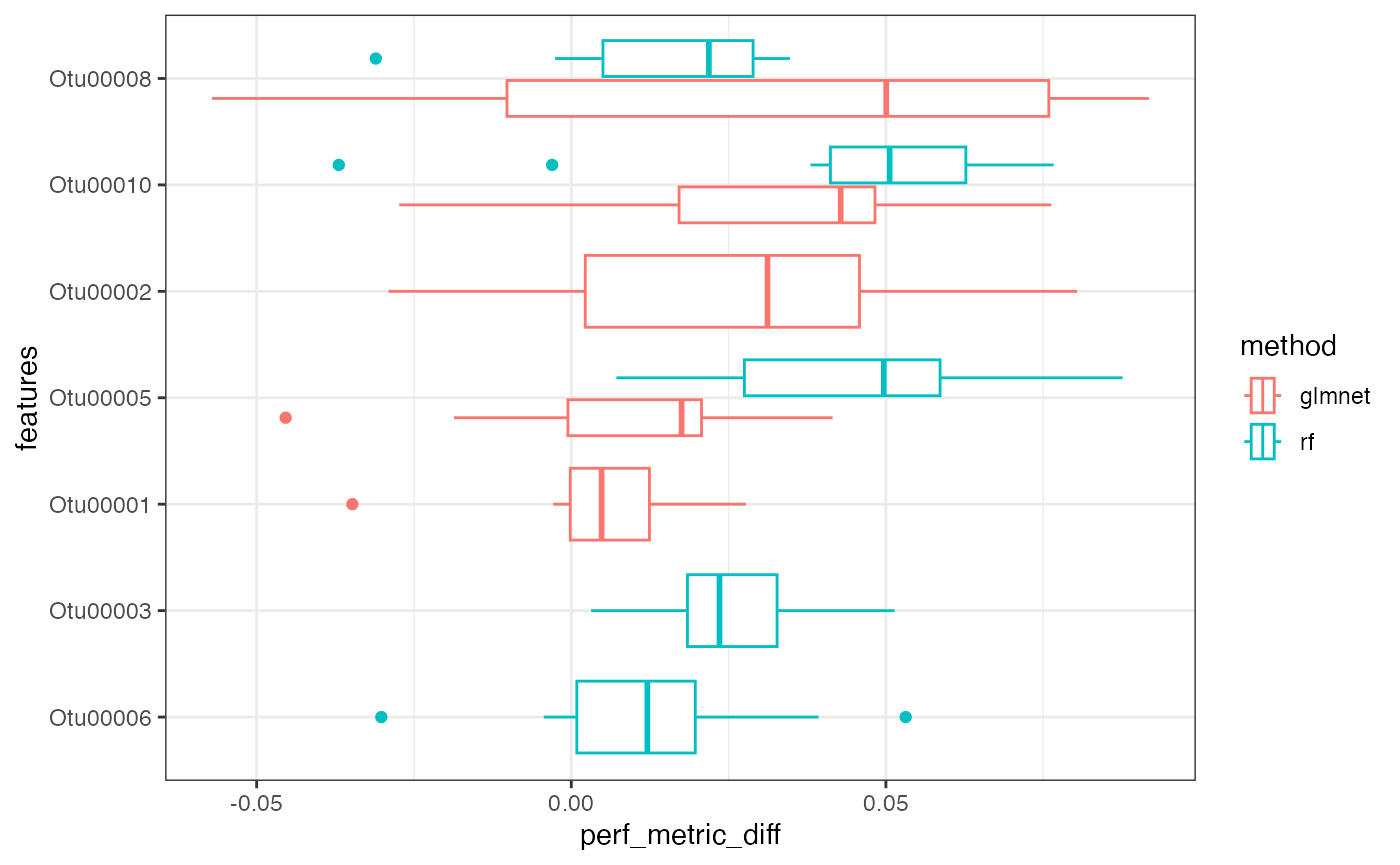 Otu00008
Otu00010
Otu00002
Otu00005
Otu00001
Otu00003
Otu00006
features
-0.05 0.00 0.05
perf_metric_diff
method
glmnet
rf